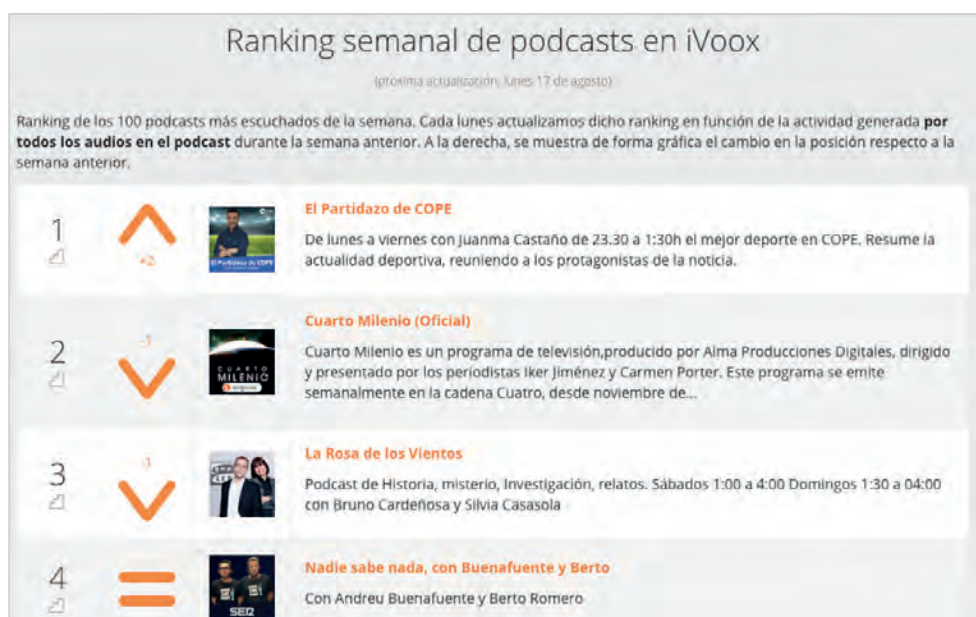 Ranking semanal de podcasts en iVoox
(próxima actualización, lunes 17 de agosto)
Ranking de los 100 podcasts más escuchados de la semana. Cada lunes actualizamos dicho ranking en función de la actividad generada por
todos los audios en el podcast durante la semana anterior. A la derecha, se muestra de forma gráfica el cambio en la posición respecto a la
semana anterior.
1
+2
El Partidazo de COPE
El Partidazo de COPE
De lunes a viernes con Juanma Castaño de 23.30 a 1:30h el mejor deporte en COPE. Resume la
actualidad deportiva, reuniendo a los protagonistas de la noticia.
2
-1
CUARTO
MILENIO
Cuarto Milenio (Oficial)
Cuarto Milenio es un programa de televisión,producido por Alma Producciones Digitales, dirigido
y presentado por los periodistas Iker Jiménez y Carmen Porter. Este programa se emite
semanalmente en la cadena Cuatro, desde noviembre de...
3
-1
La Rosa de los Vientos
Podcast de Historia, misterio, Investigación, relatos. Sábados 1:00 a 4:00 Domingos 1:30 a 04:00
con Bruno Cardeñosa y Silvia Casasola
4
SER
Nadie sabe nada, con Buenafuente y Berto
Con Andreu Buenafuente y Berto Romero